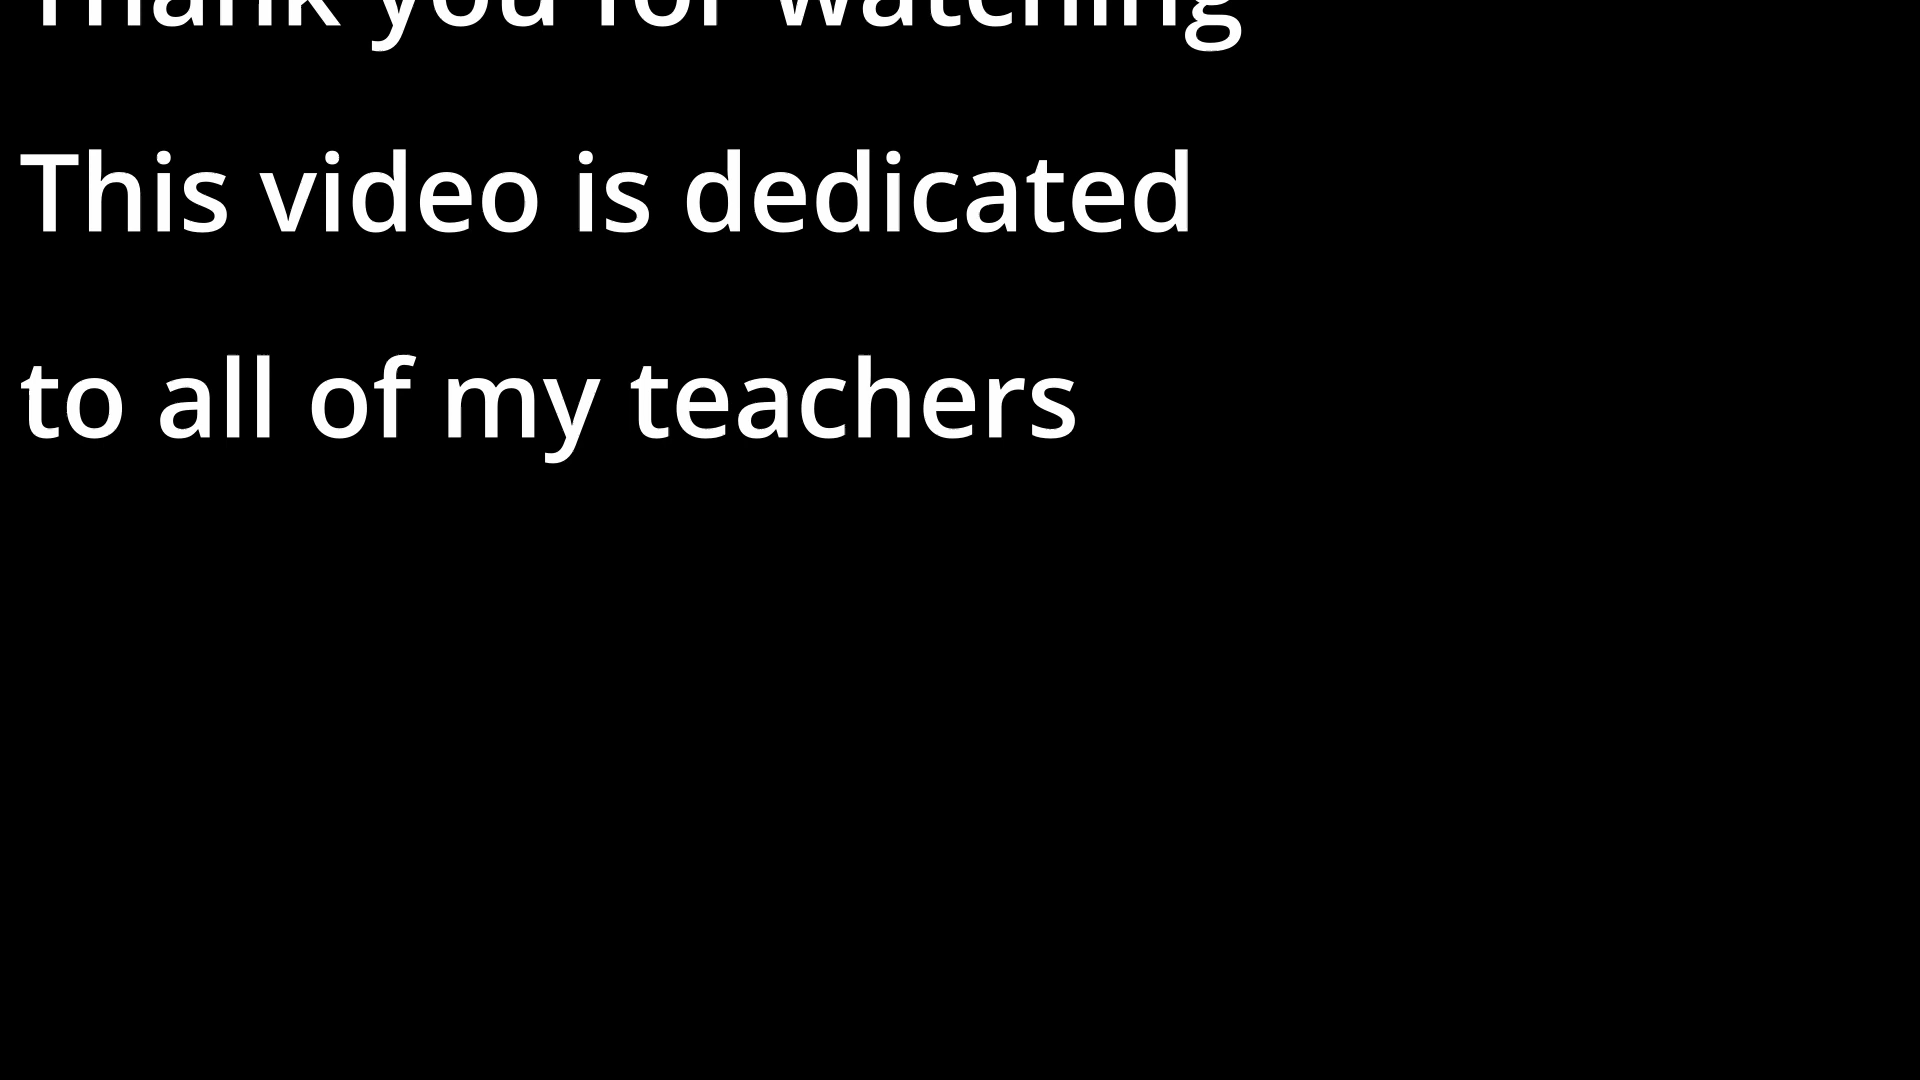 Thank you for watching
This video is dedicated
to all of my teachers